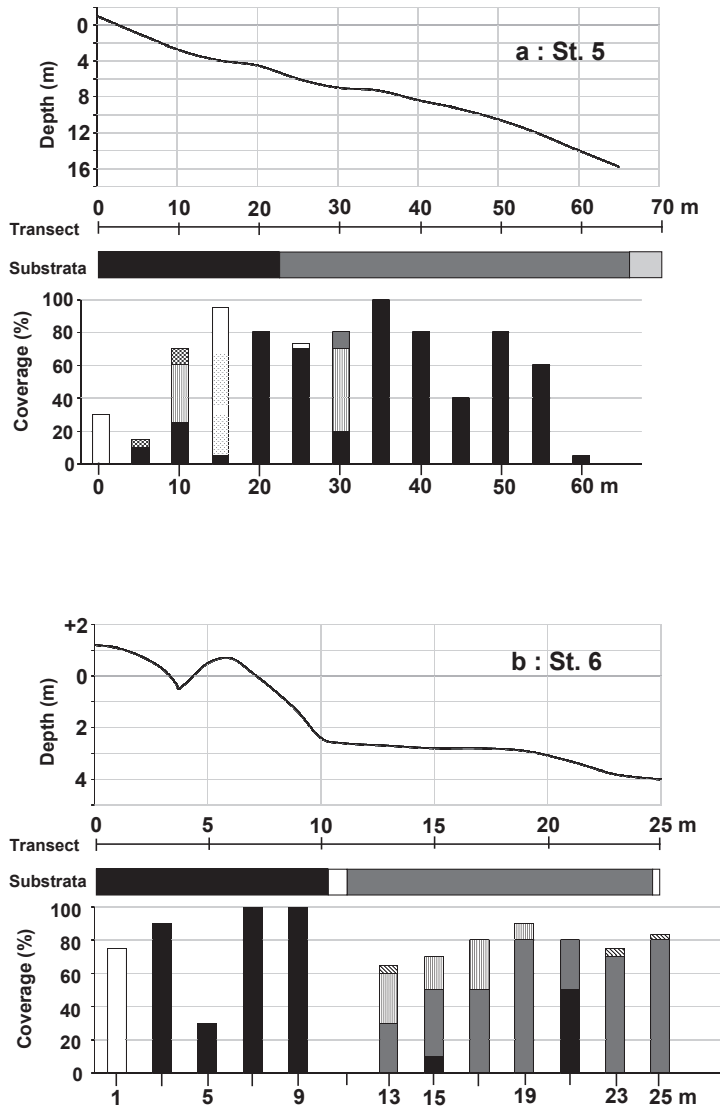 a : St. 5
Depth (m)
0
4
8
12
16
0 10 20 30 40 50 60 70 m
Transect
Substrata
Coverage (%)
100
80
60
40
20
0
0 10 20 30 40 50 60 m
b : St. 6
Depth (m)
+2
0
2
4
0 5 10 15 20 25 m
Transect
Substrata
Coverage (%)
100
80
60
40
20
0
1 5 9 13 15 19 23 25 m